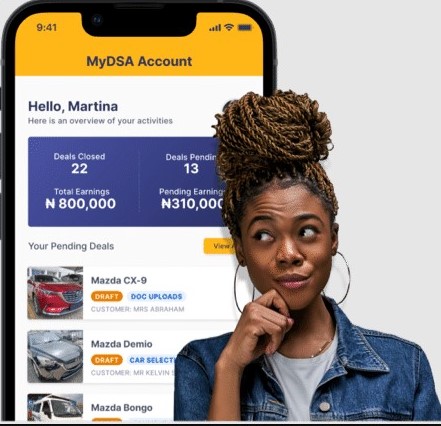 9:41
MyDSA Account
Hello, Martina
Here is an overview of your activities
Deals Closed
22
Deals Pendin
13
Total Earnings
₦ 800,000
Pending Earning
₦310,000
Your Pending Deals
View A
Mazda CX-9
DRAFT DOC UPLOADS
CUSTOMER: MRS ABRAHAM
Mazda Demio
DRAFT CAR SELECT
CUSTOMER: MR KELVIN
Mazda Bongo